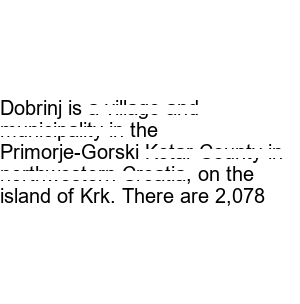 Dobrinj is a village and
municipality in the
Primorje-Gorski Kotar County in
northwestern Croatia, on the
island of Krk. There are 2,078